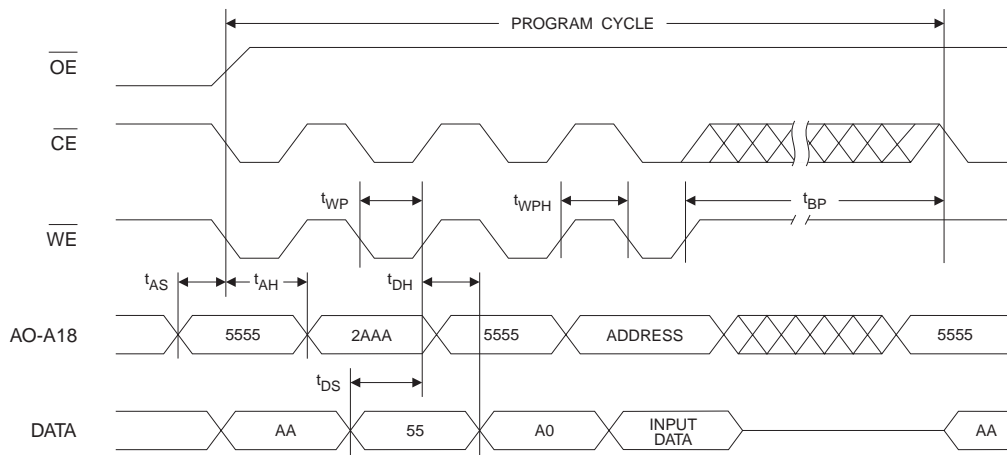 PROGRAM CYCLE
OE
CE
tWP
tWPH
tBP
WE
tAS
tAH
tDH
AO-A18
5555
2AAA
5555
ADDRESS
5555
tDS
DATA
AA
55
A0
INPUT
DATA
AA